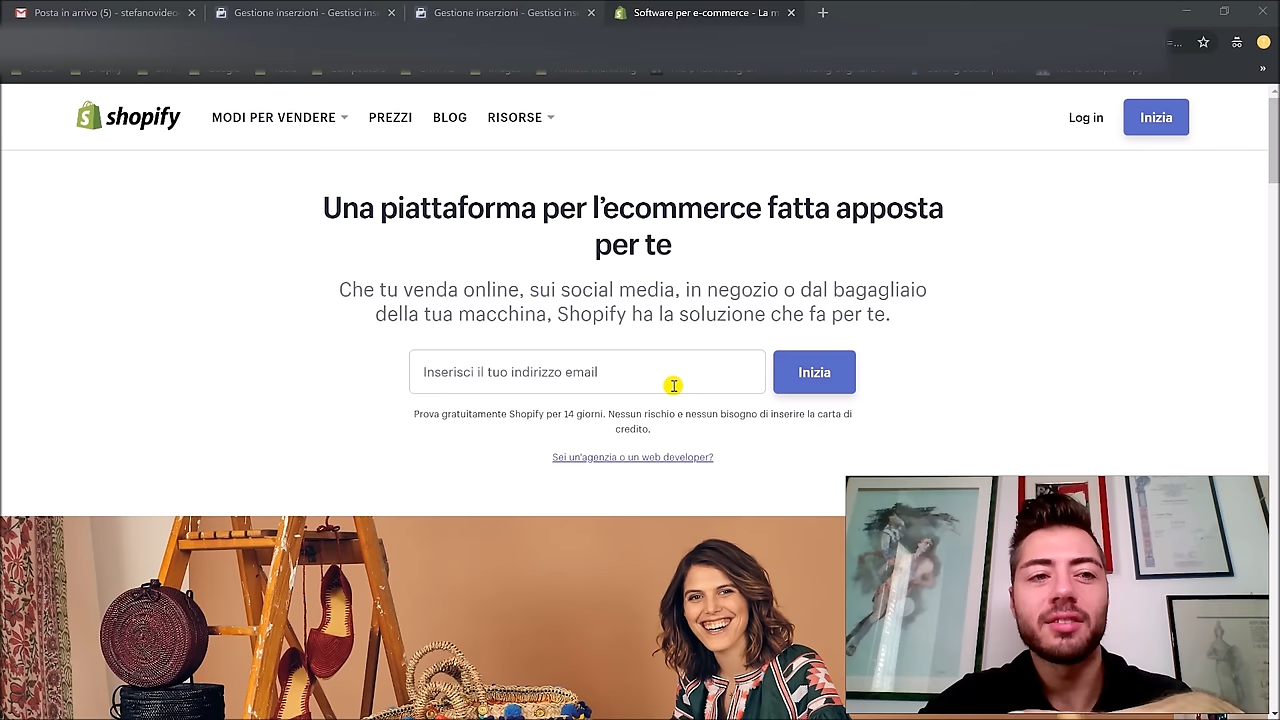 Posta in arrivo (5) - stefanovideo
Gestione inserzioni - Gestisci ins
Gestione inserzioni - Gestisci ins
Software per e-commerce - La m
shopify
MODI PER VENDERE
PREZZI
BLOG
RISORSE
Log in
Inizia
Una piattaforma per l'ecommerce fatta apposta
per te
Che tu venda online, sui social media, in negozio o dal bagagliaio
della tua macchina, Shopify ha la soluzione che fa per te.
Inserisci il tuo indirizzo email
Inizia
Prova gratuitamente Shopify per 14 giorni. Nessun rischio e nessun bisogno di inserire la carta di
credito.
Sei un'agenzia o un web developer?